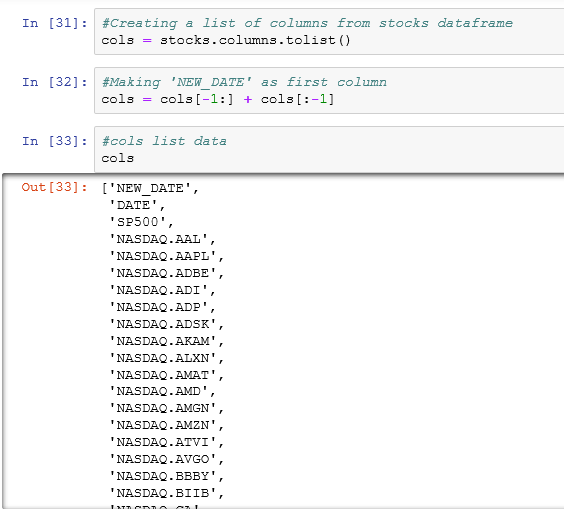 In [31]: #Creating a list of columns from stocks dataframe
cols = stocks.columns.tolist()
In [32]: #Making 'NEW_DATE' as first column
cols = cols[-1:] + cols[:-1]
In [33]: #cols list data
cols
Out[33]: ['NEW_DATE',
'DATE',
'SP500',
'NASDAQ.AAL',
'NASDAQ.AAPL',
'NASDAQ.ADBE',
'NASDAQ.ADI',
'NASDAQ.ADP',
'NASDAQ.ADSK',
'NASDAQ.AKAM',
'NASDAQ.ALXN',
'NASDAQ.AMAT',
'NASDAQ.AMD',
'NASDAQ.AMGN',
'NASDAQ.AMZN',
'NASDAQ.ATVI',
'NASDAQ.AVGO',
'NASDAQ.BBBY',
'NASDAQ.BIIB',